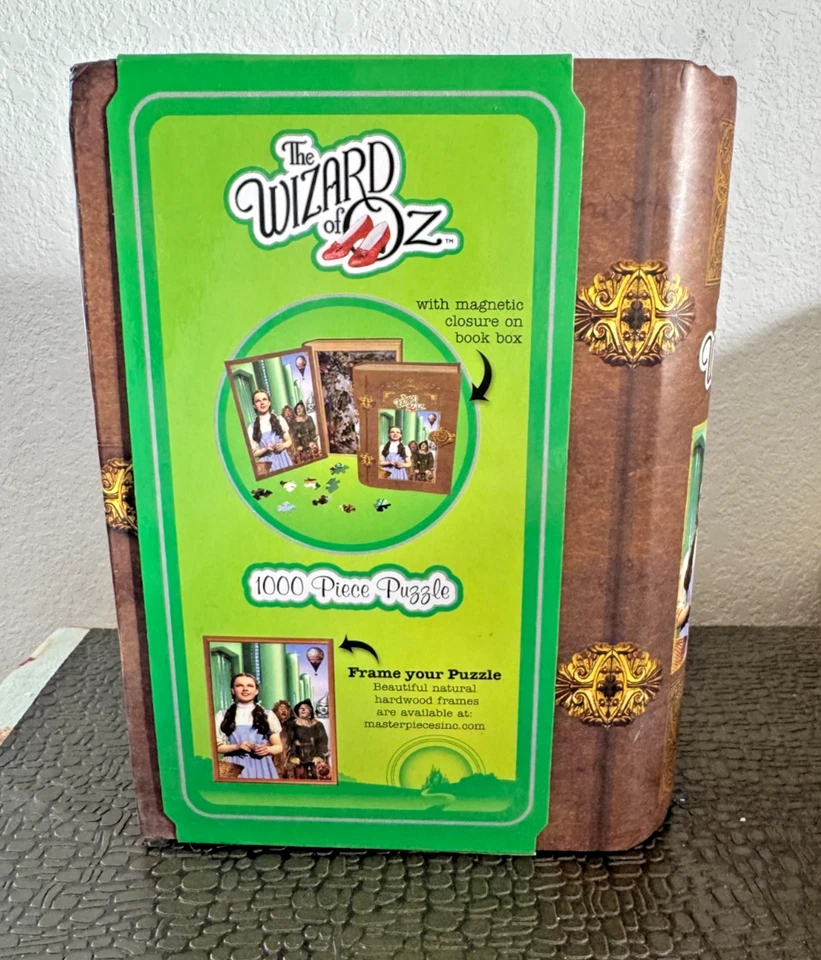 The
WIZARD
of OZ™
with magnetic
closure on
book box
1000 Piece Puzzle
Frame your Puzzle
Beautiful natural
hardwood frames
are available at:
masterpiecesinc.com